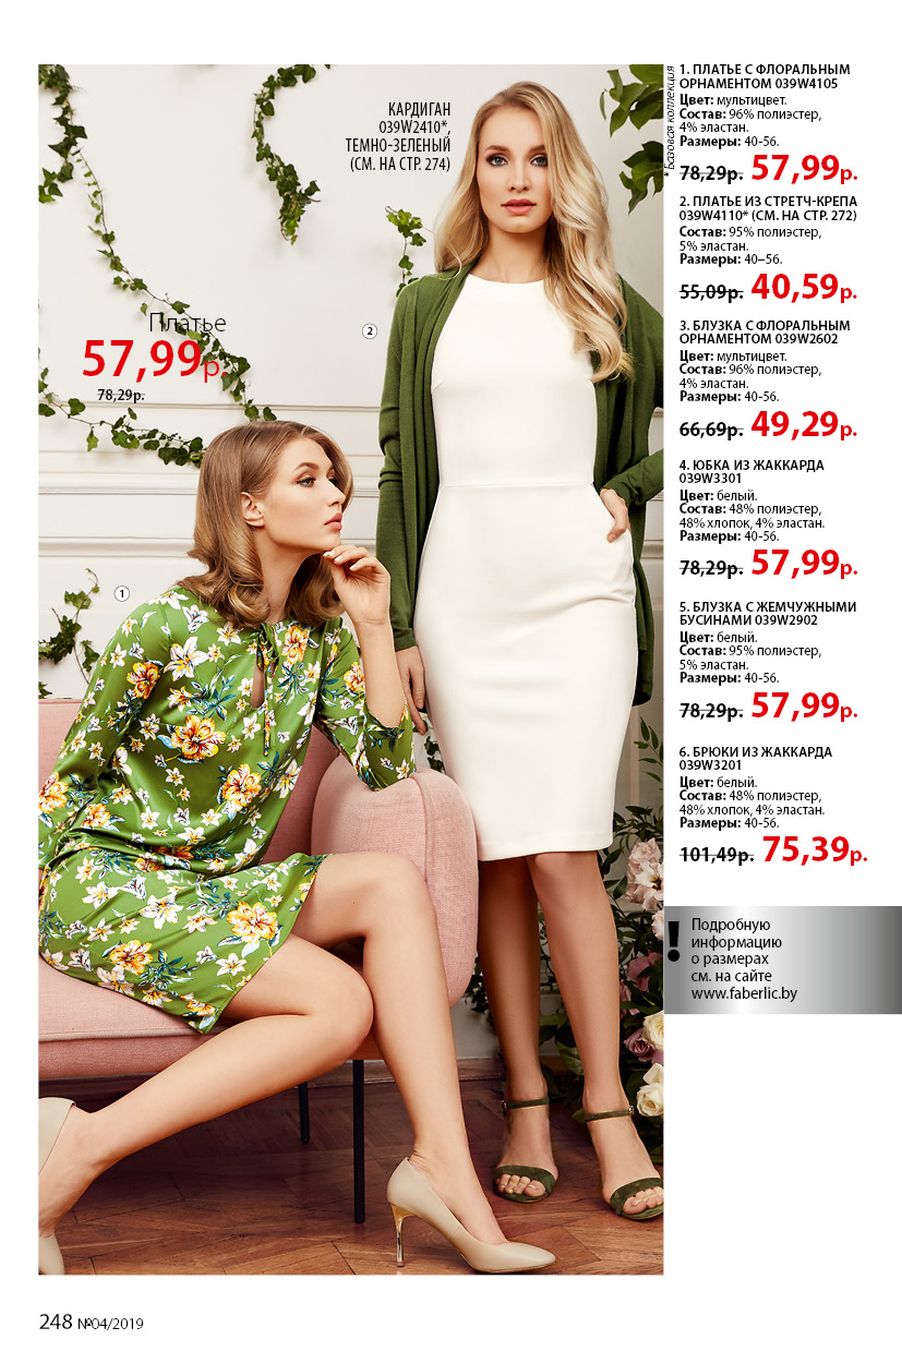 КАРДИГАН
039W2410*,
ТЕМНО-ЗЕЛЕНЫЙ
(СМ. НА СТР. 274)
Платье
57,99р.
78,29р.
2
1
* Базовая коллекция
1. ПЛАТЬЕ С ФЛОРАЛЬНЫМ
ОРНАМЕНТОМ 039W4105
Цвет: мультицвет.
Состав: 96% полиэстер,
4% эластан.
Размеры: 40-56.
78,29р. 57,99р.
2. ПЛАТЬЕ ИЗ СТРЕТЧ-КРЕПА
039W4110* (СМ. НА СТР. 272)
Состав: 95% полиэстер,
5% эластан.
Размеры: 40–56.
55,09р. 40,59р.
3. БЛУЗКА С ФЛОРАЛЬНЫМ
ОРНАМЕНТОМ 039W2602
Цвет: мультицвет.
Состав: 96% полиэстер,
4% эластан.
Размеры: 40-56.
66,69р. 49,29р.
4. ЮБКА ИЗ ЖАККАРДА
039W3301
Цвет: белый.
Состав: 48% полиэстер,
48% хлопок, 4% эластан.
Размеры: 40-56.
78,29р. 57,99р.
5. БЛУЗКА С ЖЕМЧУЖНЫМИ
БУСИНАМИ 039W2902
Цвет: белый.
Состав: 95% полиэстер,
5% эластан.
Размеры: 40-56.
78,29р. 57,99р.
6. БРЮКИ ИЗ ЖАККАРДА
039W3201
Цвет: белый.
Состав: 48% полиэстер,
48% хлопок, 4% эластан.
Размеры: 40-56.
101,49р. 75,39р.
! Подробную
информацию
о размерах
см. на сайте
www.faberlic.by
248 №04/2019